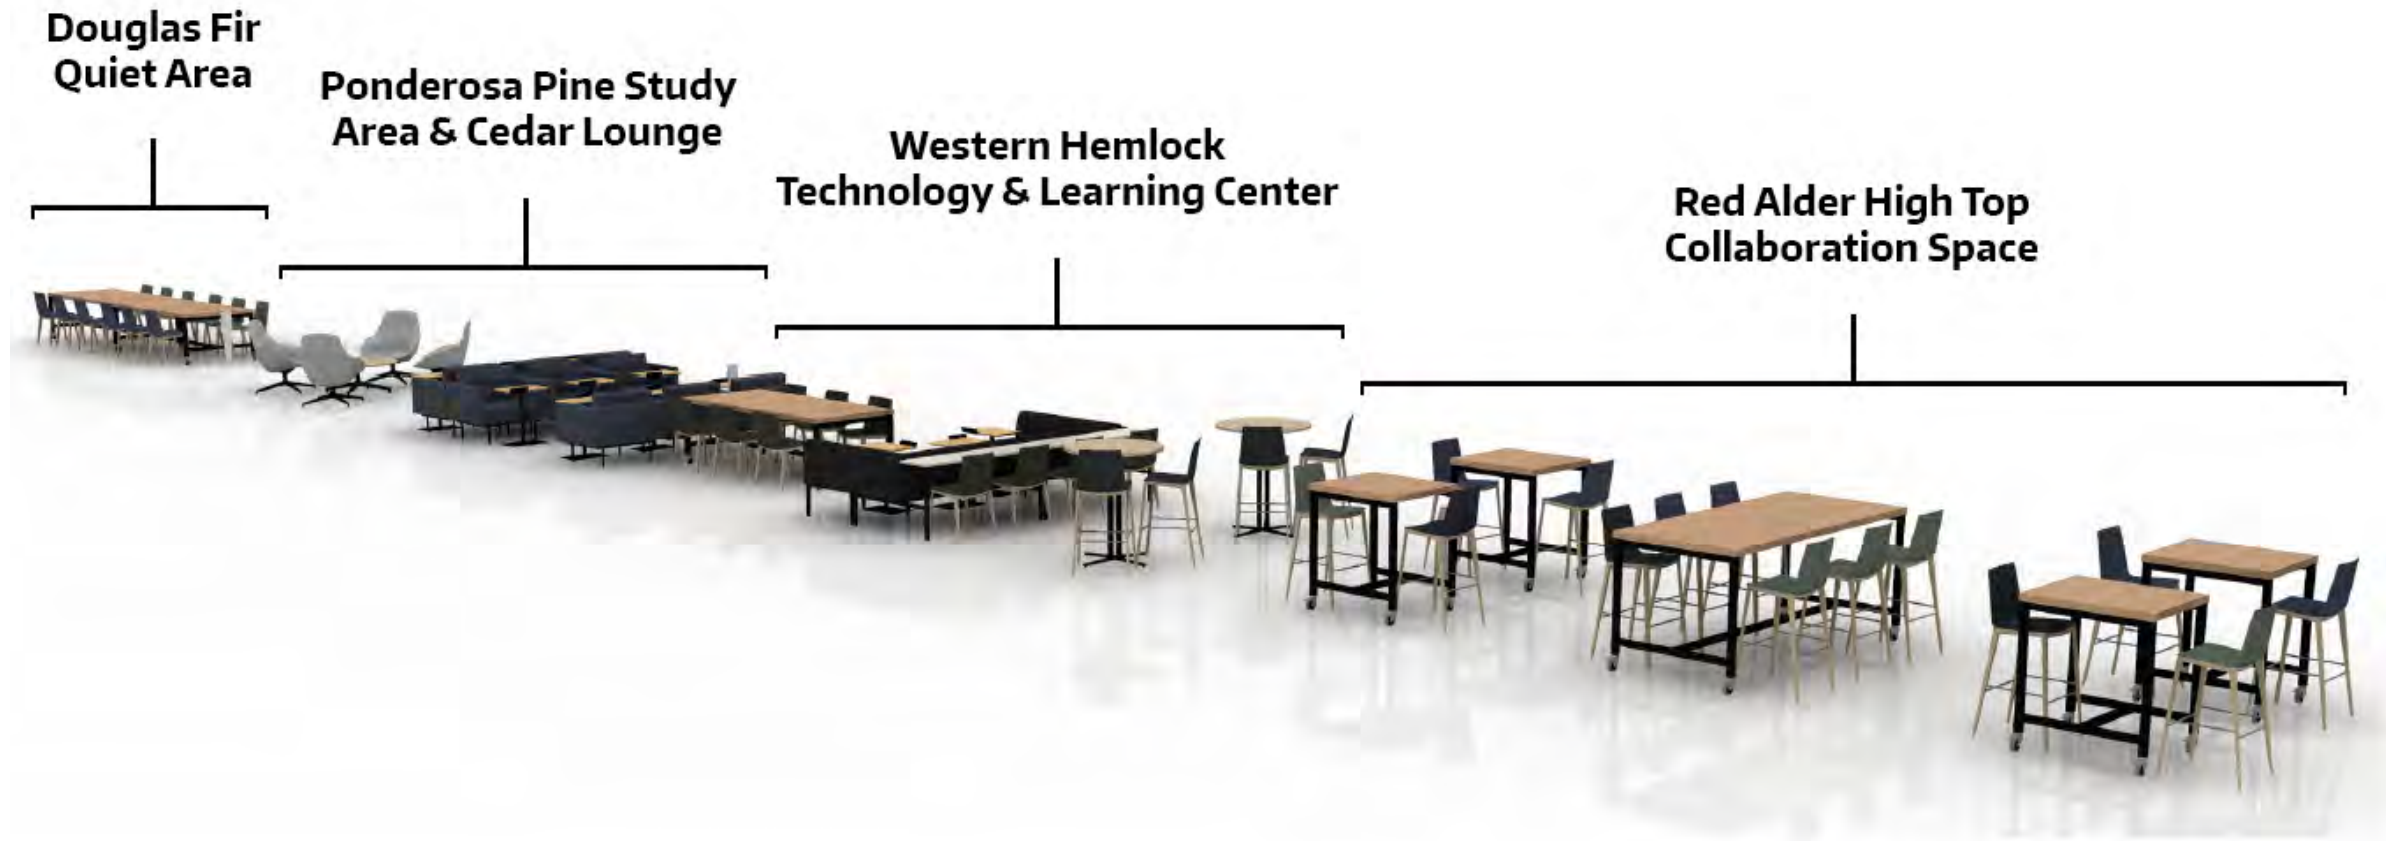 Douglas Fir
Quiet Area
Ponderosa Pine Study
Area & Cedar Lounge
Western Hemlock
Technology & Learning Center
Red Alder High Top
Collaboration Space